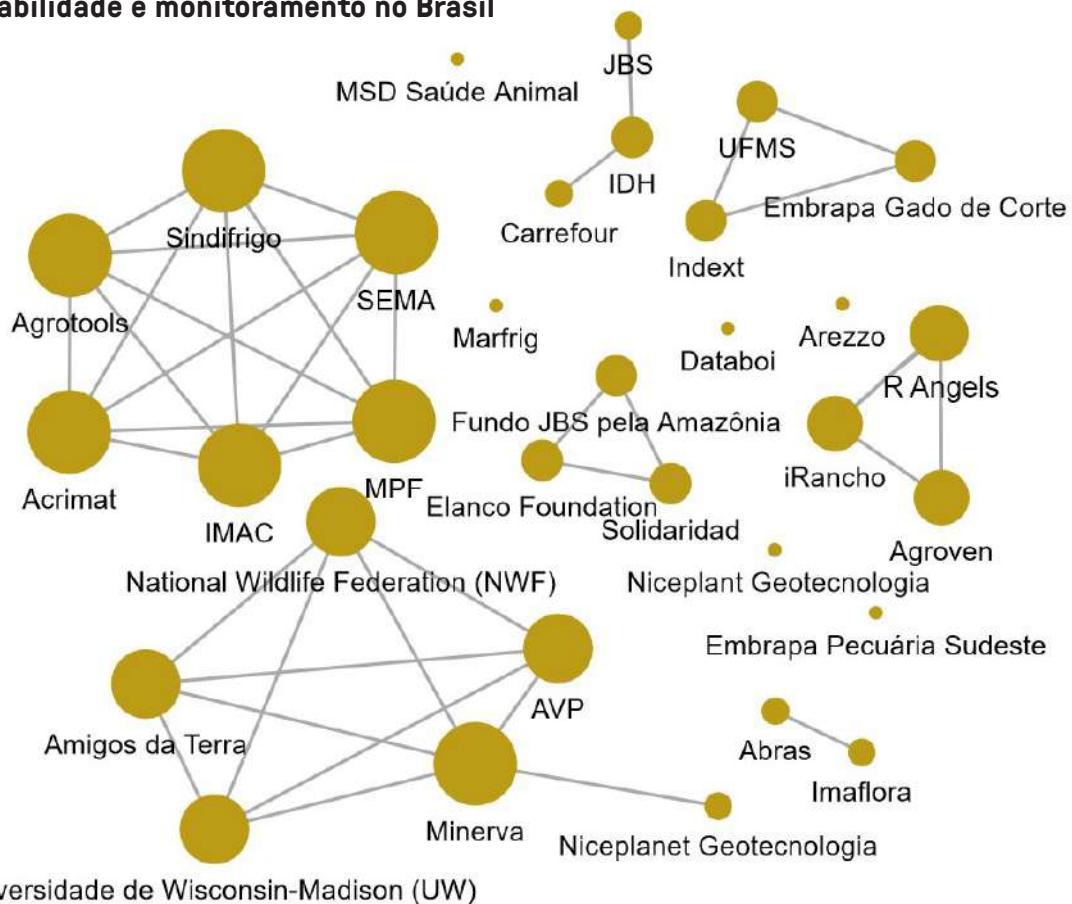 abilidade e monitoramento no Brasil
JBS
MSD Saúde Animal
UFMS
IDH
Embrapa Gado de Corte
Carrefour
Sindifrigo
Indext
SEMA
Agrotools
Marfrig
Arezzo
Databoi
R Angels
Fundo JBS pela Amazônia
iRancho
MPF
Acrimat
Elanco Foundation
IMAC
Solidaridad
Agroven
National Wildlife Federation (NWF)
Niceplant Geotecnologia
Embrapa Pecuária Sudeste
AVP
Amigos da Terra
Abras
Imaflora
Minerva
Niceplanet Geotecnologia
versidade de Wisconsin-Madison (UW)